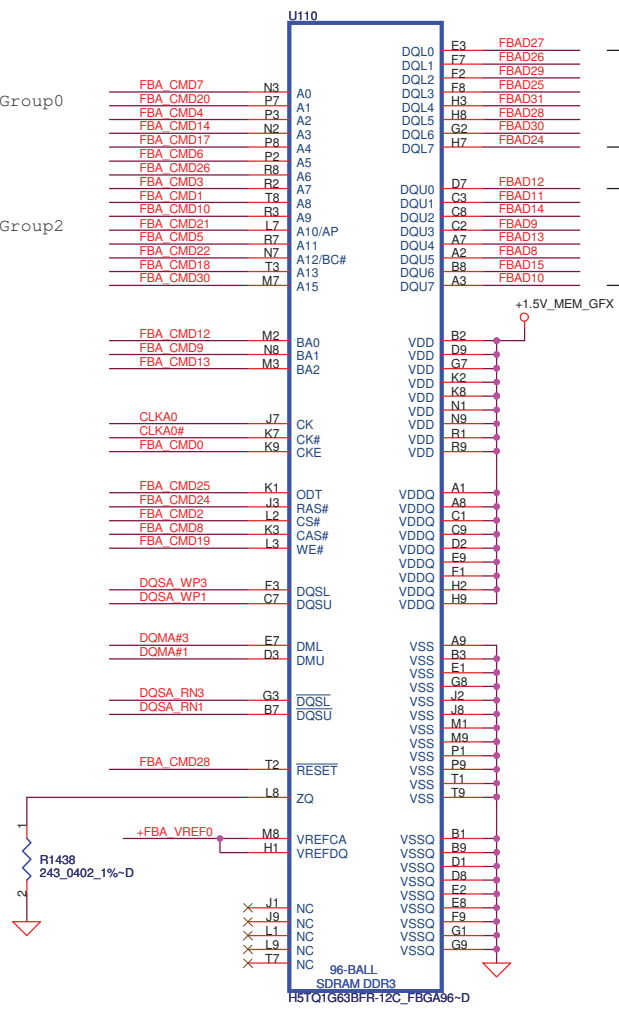 U110
Group0
Group2
FBA_CMD7 N3 A0
FBA_CMD20 P7 A1
FBA_CMD4 P3 A2
FBA_CMD14 N2 A3
FBA_CMD17 P8 A4
FBA_CMD6 P2 A5
FBA_CMD26 R8 A6
FBA_CMD3 R2 A7
FBA_CMD1 T8 A8
FBA_CMD10 R3 A9
FBA_CMD21 L7 A10/AP
FBA_CMD5 R7 A11
FBA_CMD22 N7 A12/BC#
FBA_CMD18 T3 A13
FBA_CMD30 M7 A15
FBA_CMD12 M2 BA0
FBA_CMD9 N8 BA1
FBA_CMD13 M3 BA2
CLKA0 J7 CK
CLKA0# K7 CK#
FBA_CMD0 K9 CKE
FBA_CMD25 K1 ODT
FBA_CMD24 J3 RAS#
FBA_CMD2 L2 CS#
FBA_CMD8 K3 CAS#
FBA_CMD19 L3 WE#
DQSA_WP3 F3 DQSL
DQSA_WP1 C7 DQSU
DQMA#3 E7 DML
DQMA#1 D3 DMU
DQSA_RN3 G3 DQSL
DQSA_RN1 B7 DQSU
FBA_CMD28 T2 RESET
L8 ZQ
+FBA_VREF0 M8 VREFCA
H1 VREFDQ
1
R1438
243_0402_1%~D
2
J1 NC
J9 NC
L1 NC
L9 NC
T7 NC
DQL0 E3 FBAD27
DQL1 F7 FBAD26
DQL2 F2 FBAD29
DQL3 F8 FBAD25
DQL4 H3 FBAD31
DQL5 H8 FBAD28
DQL6 G2 FBAD30
DQL7 H7 FBAD24
DQU0 D7 FBAD12
DQU1 C3 FBAD11
DQU2 C8 FBAD14
DQU3 C2 FBAD9
DQU4 A7 FBAD13
DQU5 A2 FBAD8
DQU6 B8 FBAD15
DQU7 A3 FBAD10
+1.5V_MEM_GFX
VDD B2
VDD D9
VDD G7
VDD K2
VDD K8
VDD N1
VDD N9
VDD R1
VDD R9
VDDQ A1
VDDQ A8
VDDQ C1
VDDQ C9
VDDQ D2
VDDQ E9
VDDQ F1
VDDQ H2
VDDQ H9
VSS A9
VSS B3
VSS E1
VSS G8
VSS J2
VSS J8
VSS M1
VSS M9
VSS P1
VSS P9
VSS T1
VSS T9
VSSQ B1
VSSQ B9
VSSQ D1
VSSQ D8
VSSQ E2
VSSQ E8
VSSQ F9
VSSQ G1
VSSQ G9
96-BALL
SDRAM DDR3
H5TQ1G63BFR-12C_FBGA96~D